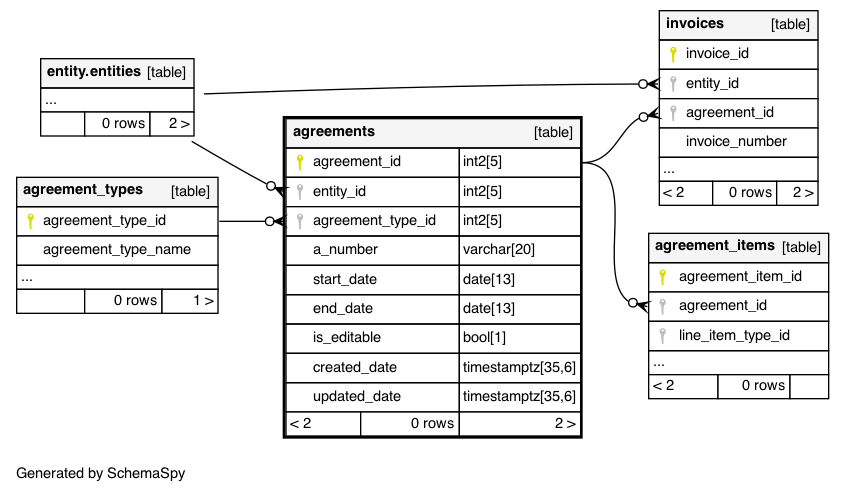 entity.entities [table]
...
0 rows 2 >
agreement_types [table]
agreement_type_id
agreement_type_name
...
0 rows 1 >
agreements [table]
agreement_id int2[5]
entity_id int2[5]
agreement_type_id int2[5]
a_number varchar[20]
start_date date[13]
end_date date[13]
is_editable bool[1]
created_date timestamptz[35,6]
updated_date timestamptz[35,6]
< 2 0 rows 2 >
invoices [table]
invoice_id
entity_id
agreement_id
invoice_number
...
< 2 0 rows 2 >
agreement_items [table]
agreement_item_id
agreement_id
line_item_type_id
...
< 2 0 rows
Generated by SchemaSpy